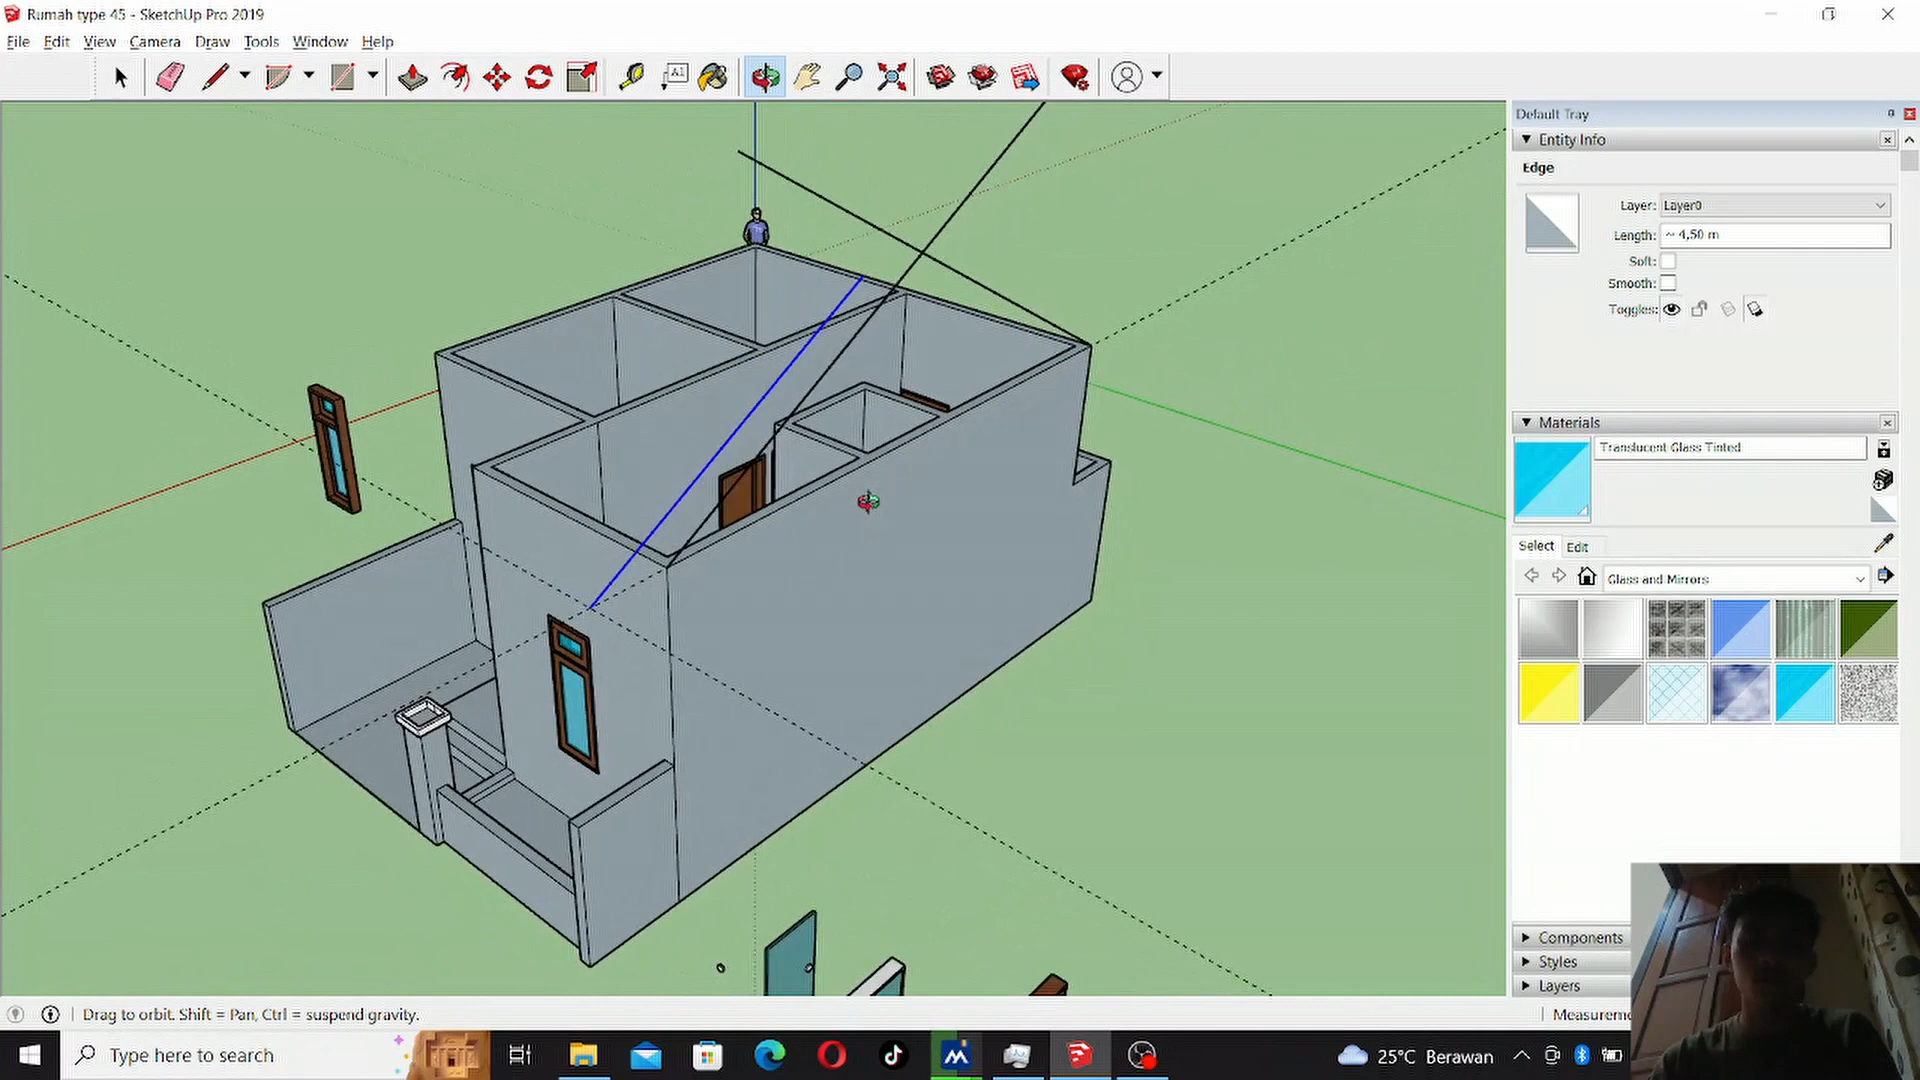 Rumah type 45 - SketchUp Pro 2019
File Edit View Camera Draw Tools Window Help
A1
Default Tray
Entity Info
Edge
Layer: Layer0
Length: ~ 4,50 m
Soft:
Smooth:
Toggles:
Materials
Translucent Glass Tinted
Select Edit
Glass and Mirrors
Components
Styles
Layers
Drag to orbit. Shift = Pan, Ctrl = suspend gravity.
Measureme
Type here to search
25°C Berawan